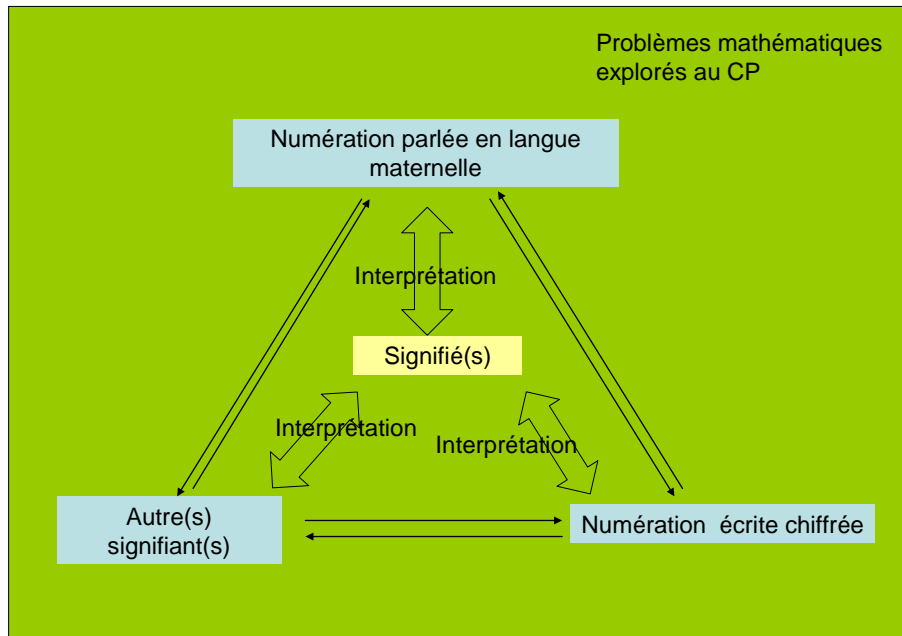 Problèmes mathématiques
explorés au CP
Numération parlée en langue
maternelle
Interprétation
Signifié(s)
Interprétation
Interprétation
Autre(s)
signifiant(s)
Numération écrite chiffrée